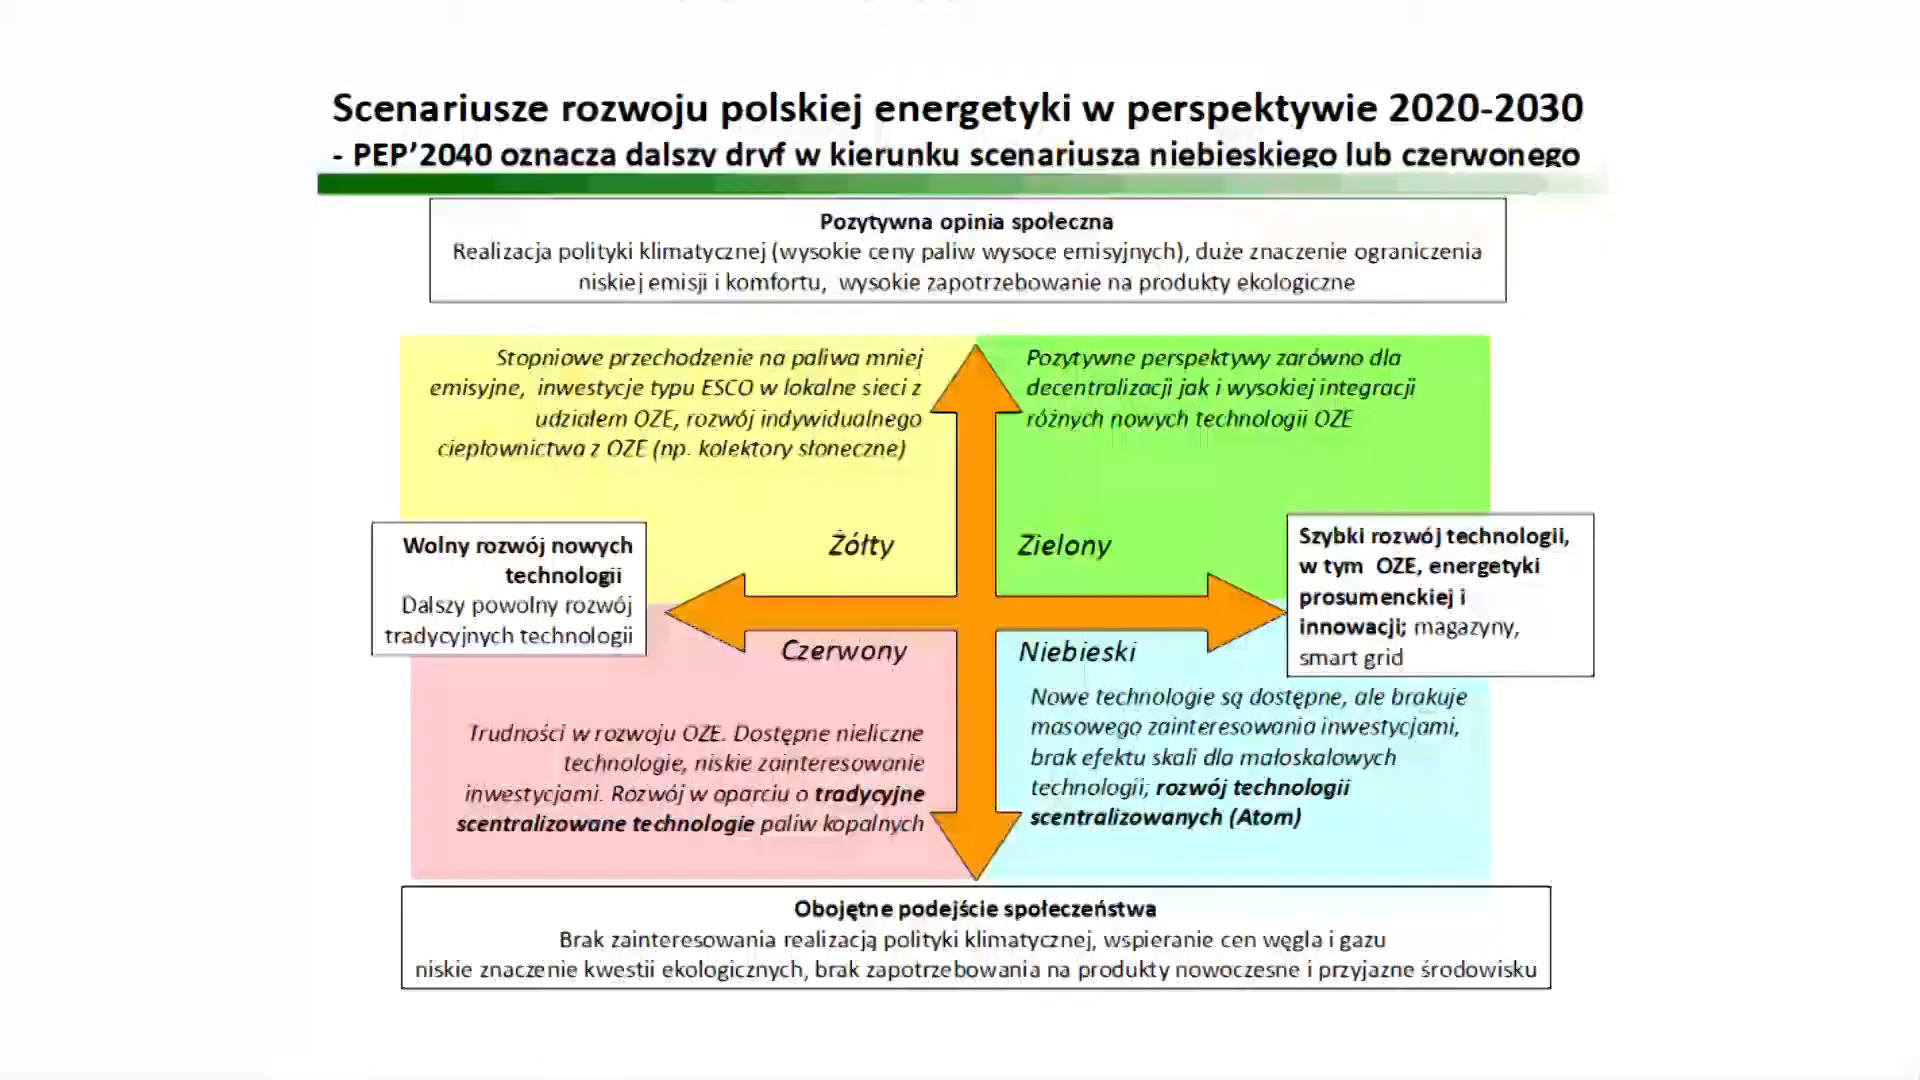 Scenariusze rozwoju polskiej energetyki w perspektywie 2020-2030
- PEP’2040 oznacza dalszy dryf w kierunku scenariusza niebieskiego lub czerwonego
Pozytywna opinia społeczna
Realizacja polityki klimatycznej (wysokie ceny paliw wysoce emisyjnych), duże znaczenie ograniczenia
niskiej emisji i komfortu, wysokie zapotrzebowanie na produkty ekologiczne
Stopniowe przechodzenie na paliwa mniej
emisyjne, inwestycje typu ESCO w lokalne sieci z
udziałem OZE, rozwój indywidualnego
ciepłownictwa z OZE (np. kolektory słoneczne)
Żółty
Pozytywne perspektywy zarówno dla
decentralizacji jak i wysokiej integracji
różnych nowych technologii OZE
Zielony
Wolny rozwój nowych
technologii
Dalszy powolny rozwój
tradycyjnych technologii
Szybki rozwój technologii,
w tym OZE, energetyki
prosumenckiej i
innowacji; magazyny,
smart grid
Czerwony
Trudności w rozwoju OZE. Dostępne nieliczne
technologie, niskie zainteresowanie
inwestycjami. Rozwój w oparciu o tradycyjne
scentralizowane technologie paliw kopalnych
Niebieski
Nowe technologie są dostępne, ale brakuje
masowego zainteresowania inwestycjami,
brak efektu skali dla małoskalowych
technologii; rozwój technologii
scentralizowanych (Atom)
Obojętne podejście społeczeństwa
Brak zainteresowania realizacją polityki klimatycznej, wspieranie cen węgla i gazu
niskie znaczenie kwestii ekologicznych, brak zapotrzebowania na produkty nowoczesne i przyjazne środowisku